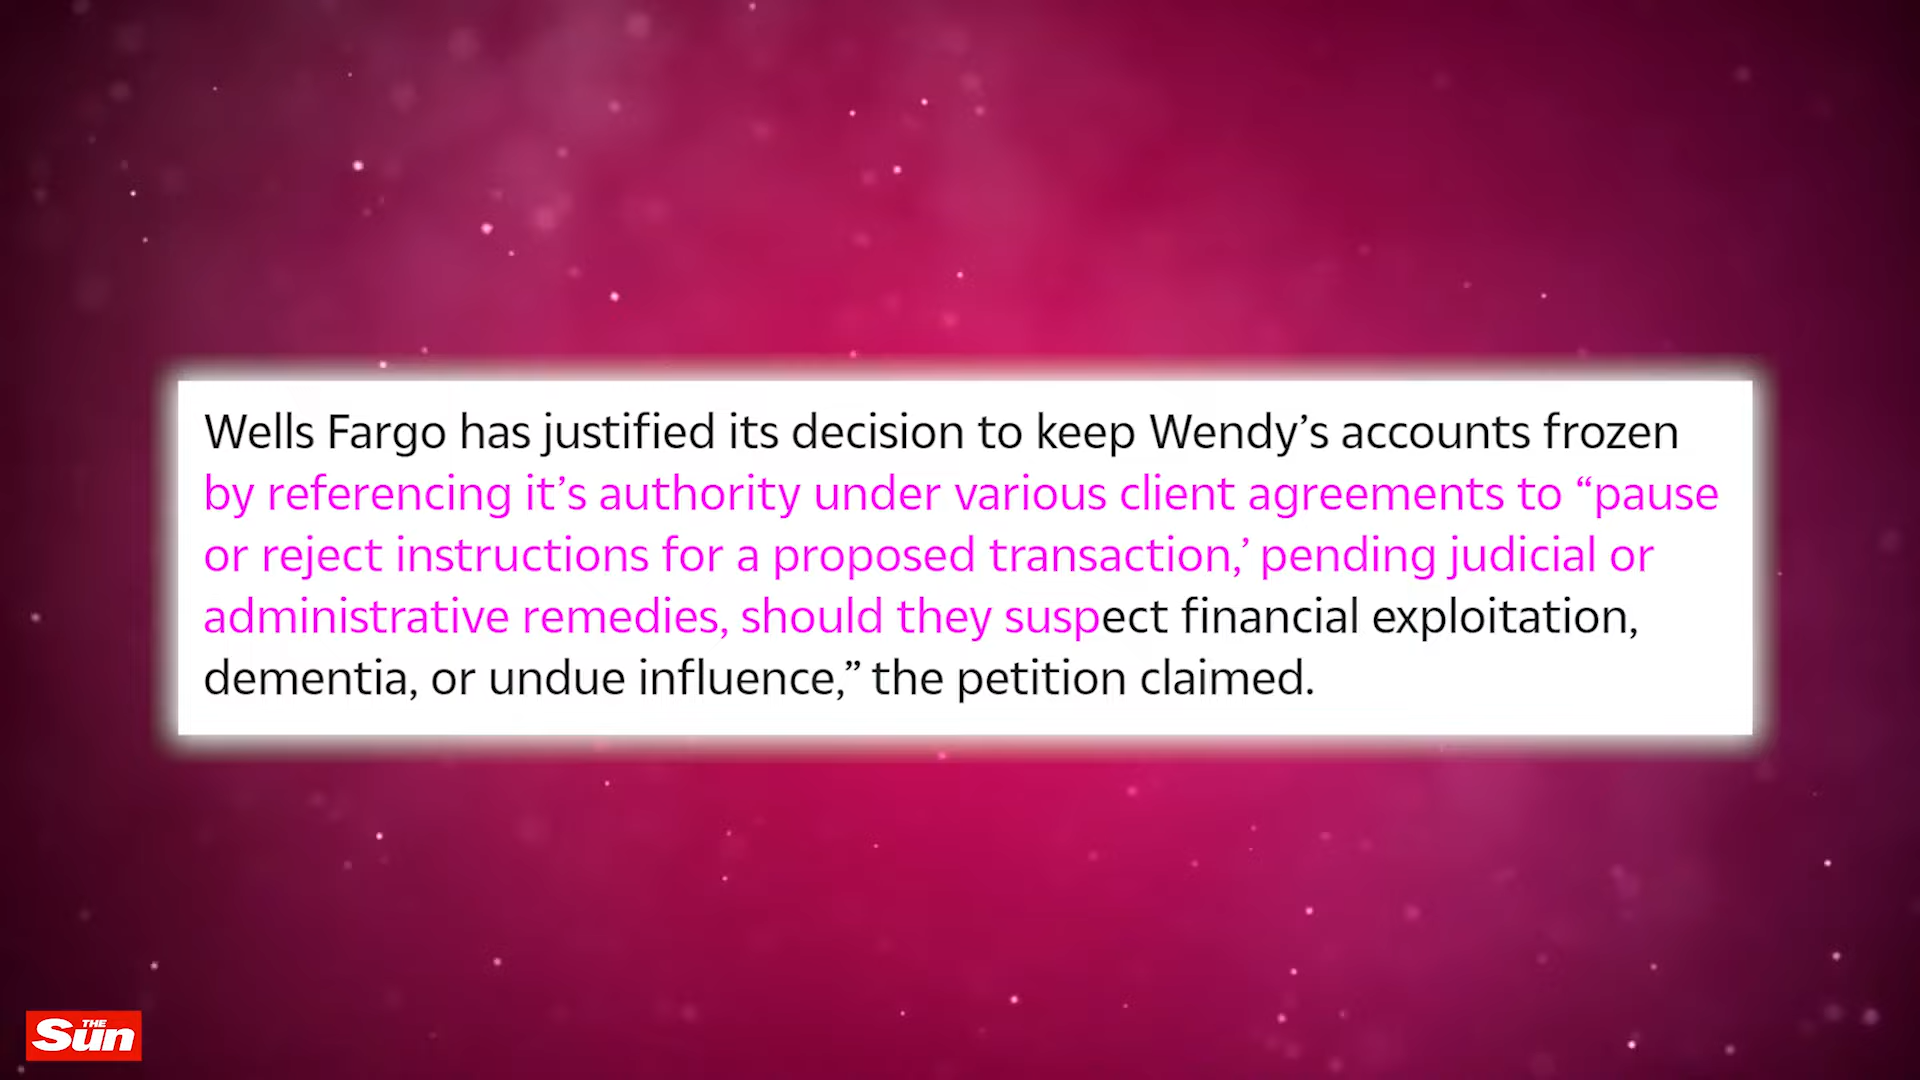 Wells Fargo has justified its decision to keep Wendy’s accounts frozen
by referencing it’s authority under various client agreements to “pause
or reject instructions for a proposed transaction,’ pending judicial or
administrative remedies, should they suspect financial exploitation,
dementia, or undue influence,” the petition claimed.
THE
Sun